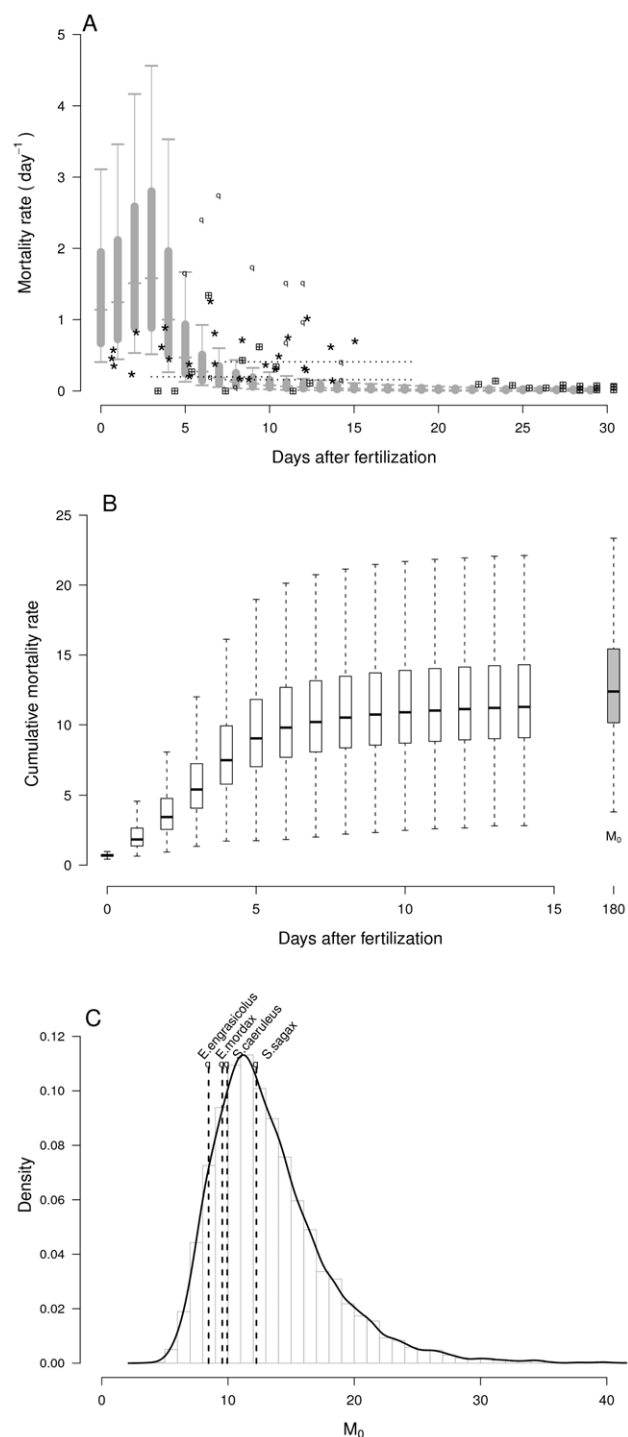 A
5
4
3
2
1
0
Mortality rate ( day⁻¹ )
0 5 10 15 20 25 30
Days after fertilization
B
25
20
15
10
5
0
Cumulative mortality rate
M₀
0 5 10 15 180
Days after fertilization
C
E.engrasicolus
E.mordax
S.caeruleus
S.sagax
0.12
0.10
0.08
0.06
0.04
0.02
0.00
Density
0 10 20 30 40
M₀